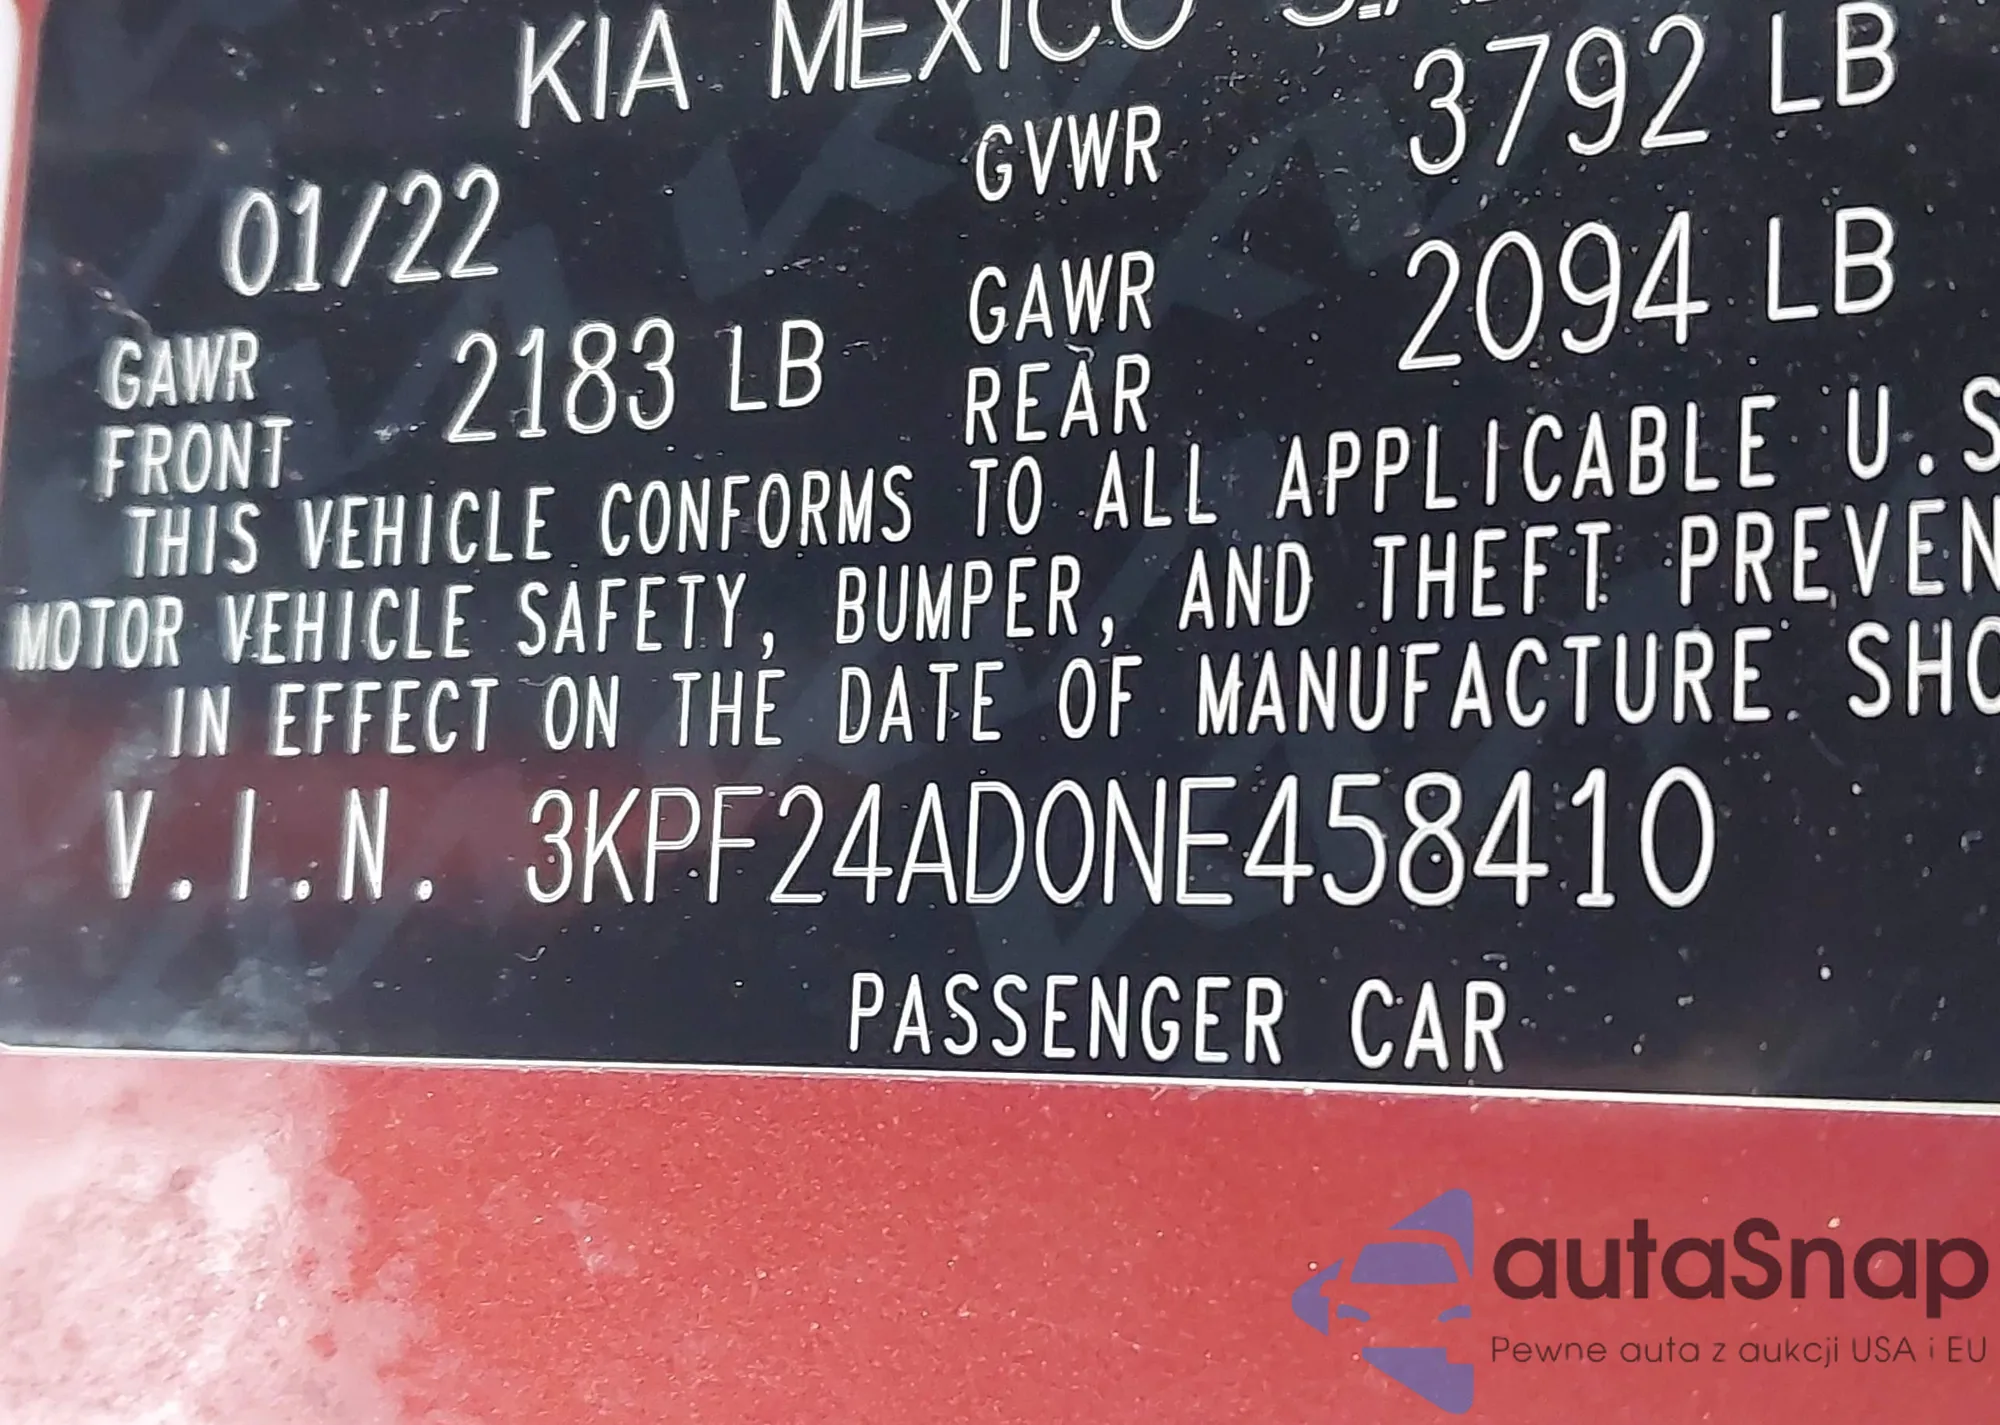 KIA MEXICO S.A.
01/22 GVWR 3792 LB
GAWR FRONT 2183 LB GAWR REAR 2094 LB
THIS VEHICLE CONFORMS TO ALL APPLICABLE U.S
MOTOR VEHICLE SAFETY, BUMPER, AND THEFT PREVEN
IN EFFECT ON THE DATE OF MANUFACTURE SHO
V.I.N. 3KPF24AD0NE458410
PASSENGER CAR
autaSnap
Pewne auta z aukcji USA i EU